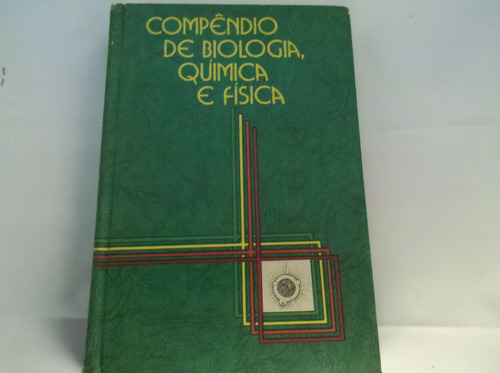 COMPÊNDIO
DE BIOLOGIA,
QUÍMICA
E FÍSICA